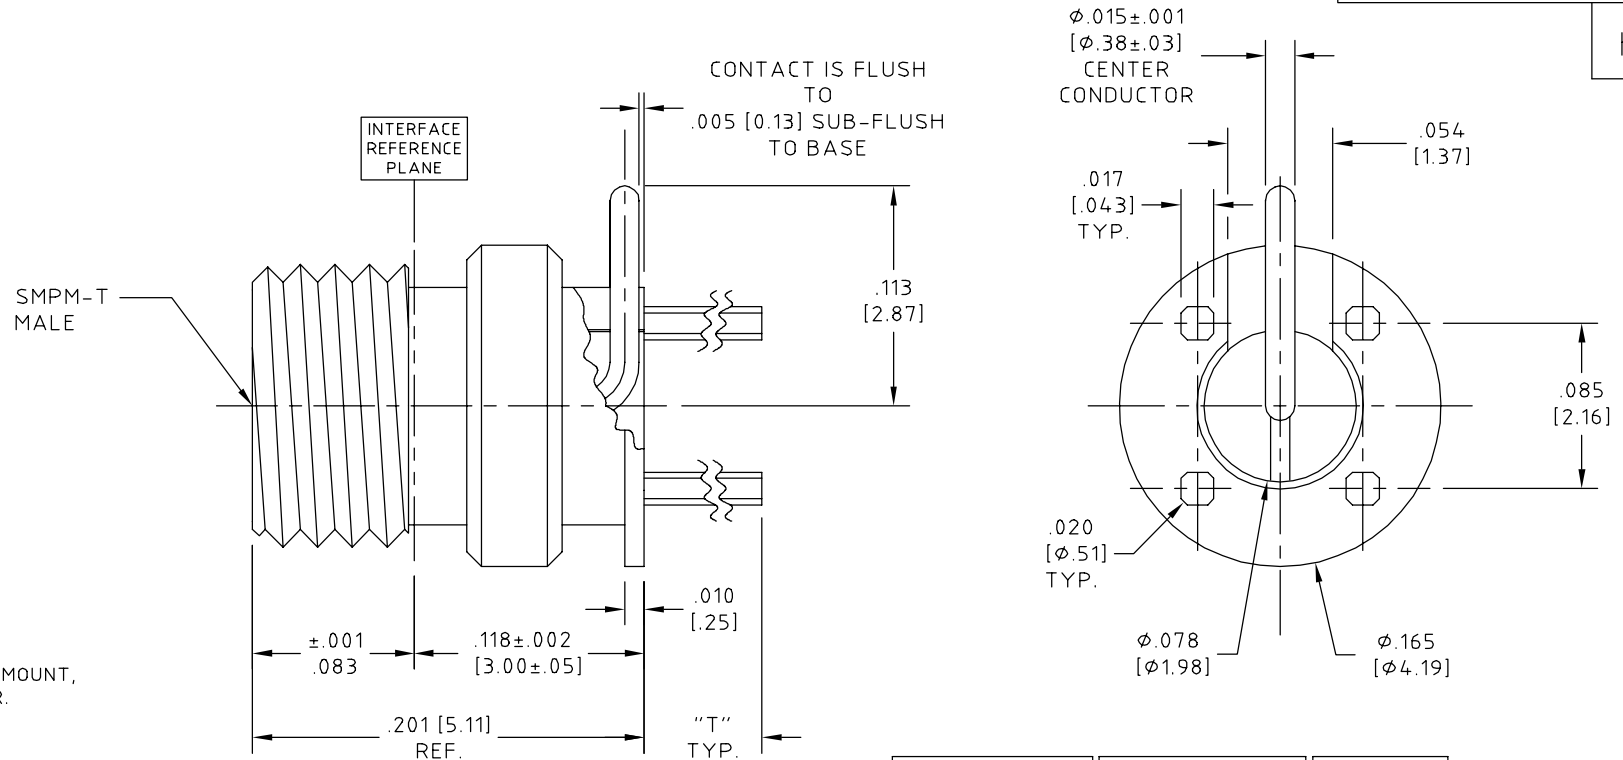 Ø.015±.001
[Ø.38±.03]
CENTER
CONDUCTOR
CONTACT IS FLUSH
TO
.005 [0.13] SUB-FLUSH
TO BASE
INTERFACE
REFERENCE
PLANE
.054
[1.37]
.017
[.043]
TYP.
SMPM-T
MALE
.113
[2.87]
.085
[2.16]
.020
[Ø.51]
TYP.
.010
[.25]
±.001
.083
.118±.002
[3.00±.05]
Ø.078
[Ø1.98]
Ø.165
[Ø4.19]
MOUNT,
R.
.201 [5.11]
REF.
"T"
TYP.